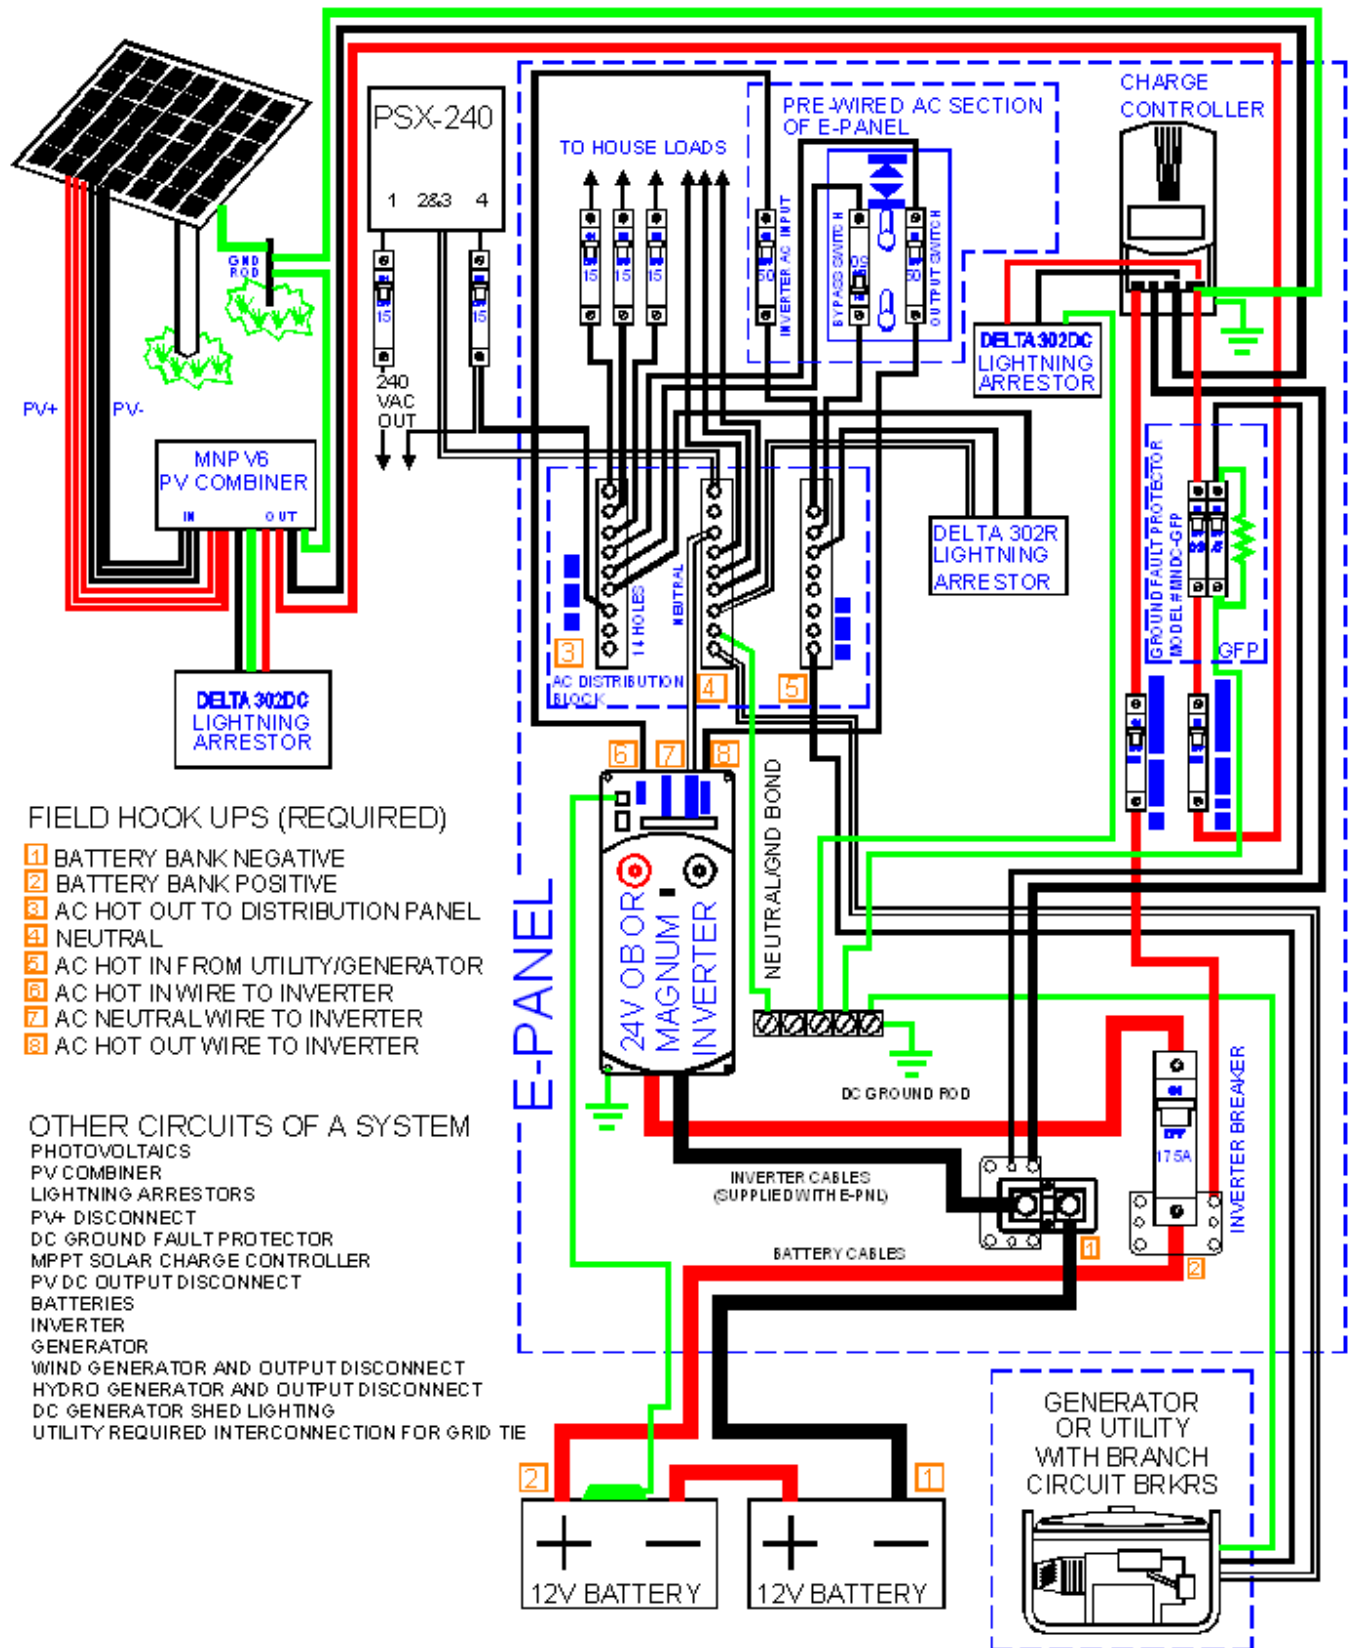 CHARGE
CONTROLLER
PSX-240
1 2&3 4
15
15
240
VAC
OUT
TO HOUSE LOADS
15
15
15
PRE-WIRED AC SECTION
OF E-PANEL
50
INVERTER AC INPUT
BYPASS SWITCH
50
OUTPUT SWITCH
GND
ROD
PV+
PV-
MNPV6
PV COMBINER
IN
OUT
DELTA 302DC
LIGHTNING
ARRESTOR
DELTA 302DC
LIGHTNING
ARRESTOR
DELTA 302R
LIGHTNING
ARRESTOR
GROUND FAULT PROTECTOR
MODEL # MNDC-GFP
GFP
14 HOLES
NEUTRAL
3
AC DISTRIBUTION
BLOCK
4
5
6
7
8
24V OB OR
MAGNUM
INVERTER
E-PANEL
NEUTRAL/GND BOND
DC GROUND ROD
INVERTER CABLES
(SUPPLIED WITH E-PNL)
BATTERY CABLES
OFF
175A
INVERTER BREAKER
1
2
FIELD HOOK UPS (REQUIRED)
1 BATTERY BANK NEGATIVE
2 BATTERY BANK POSITIVE
3 AC HOT OUT TO DISTRIBUTION PANEL
4 NEUTRAL
5 AC HOT IN FROM UTILITY/GENERATOR
6 AC HOT IN WIRE TO INVERTER
7 AC NEUTRAL WIRE TO INVERTER
8 AC HOT OUT WIRE TO INVERTER
OTHER CIRCUITS OF A SYSTEM
PHOTOVOLTAICS
PV COMBINER
LIGHTNING ARRESTORS
PV+ DISCONNECT
DC GROUND FAULT PROTECTOR
MPPT SOLAR CHARGE CONTROLLER
PV DC OUTPUT DISCONNECT
BATTERIES
INVERTER
GENERATOR
WIND GENERATOR AND OUTPUT DISCONNECT
HYDRO GENERATOR AND OUTPUT DISCONNECT
DC GENERATOR SHED LIGHTING
UTILITY REQUIRED INTERCONNECTION FOR GRID TIE
2
1
12V BATTERY
12V BATTERY
GENERATOR
OR UTILITY
WITH BRANCH
CIRCUIT BRKRS